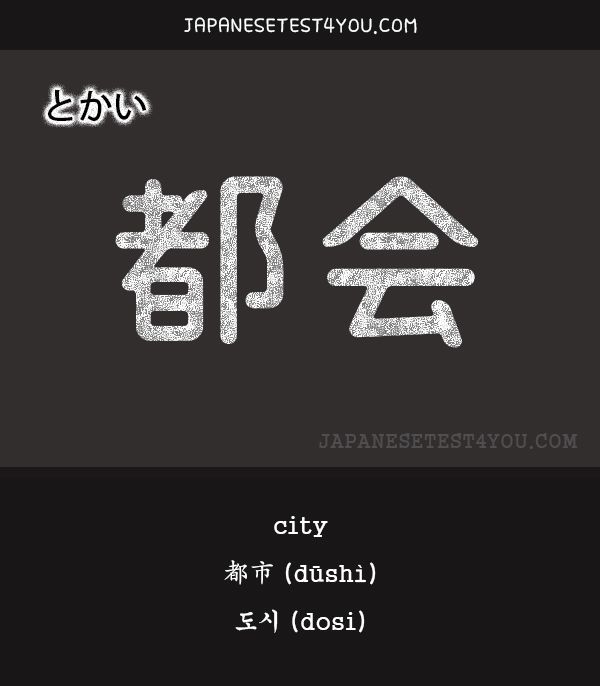 JAPANESETEST4YOU.COM
とかい
都会
JAPANESETEST4YOU.COM
city
都市 (dūshì)
도시 (dosi)